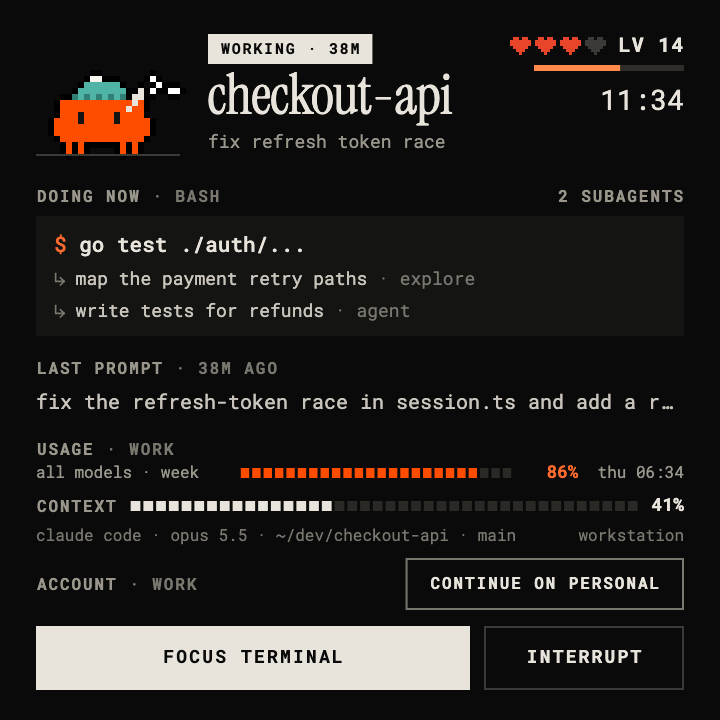 WORKING · 38M
LV 14
checkout-api
11:34
fix refresh token race
DOING NOW · BASH
2 SUBAGENTS
$ go test ./auth/...
↳ map the payment retry paths · explore
↳ write tests for refunds · agent
LAST PROMPT · 38M AGO
fix the refresh-token race in session.ts and add a r…
USAGE · WORK
all models · week 86% thu 06:34
CONTEXT 41%
claude code · opus 5.5 · ~/dev/checkout-api · main workstation
ACCOUNT · WORK
CONTINUE ON PERSONAL
FOCUS TERMINAL
INTERRUPT